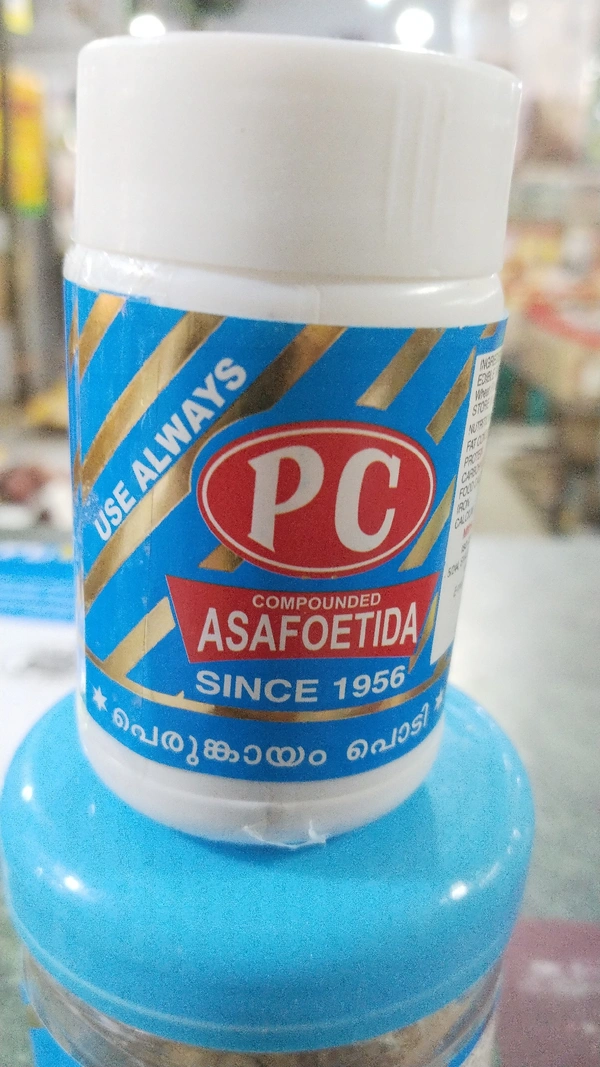 USE ALWAYS
PC
COMPOUNDED
ASAFOETIDA
SINCE 1956
പെരുങ്കായം പൊടി